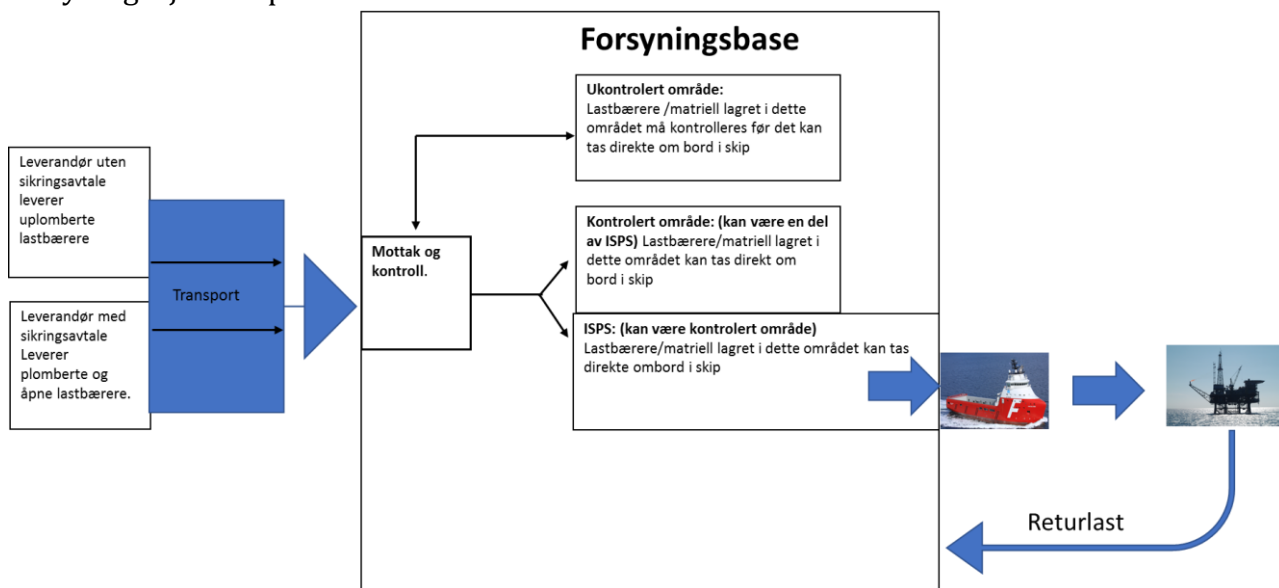 Forsyningsbase
Ukontrolert område:
Lastbærere /matriell lagret i dette
området må kontrolleres før det kan
tas direkte om bord i skip
Leverandør uten
sikringsavtale
leverer
uplomberte
lastbærere
Kontrolert område: (kan være en del
av ISPS) Lastbærere/matriell lagret i
dette området kan tas direkt om
bord i skip
Mottak og
kontroll.
Transport
Leverandør med
sikringsavtale
Leverer
plomberte og
åpne lastbærere.
ISPS: (kan være kontrolert område)
Lastbærere/matriell lagret i dette området kan tas
direkte ombord i skip
F
Returlast